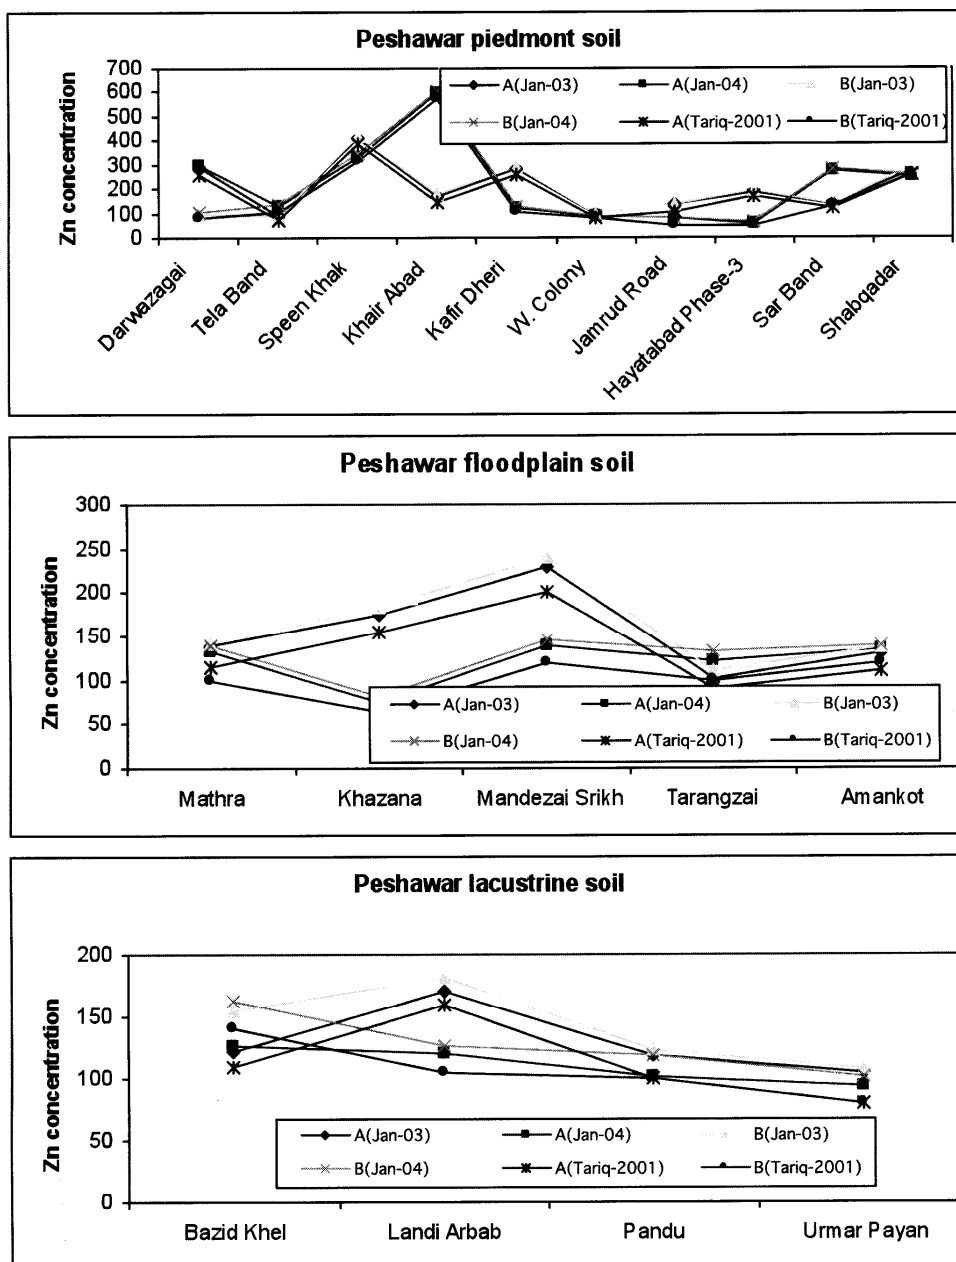 Peshawar piedmont soil
Zn concentration
700
600
500
400
300
200
100
0
A(Jan-03) A(Jan-04) B(Jan-03)
B(Jan-04) A(Tariq-2001) B(Tariq-2001)
Darwazagai Tela Band Speen Khak Khair Abad Kafir Dheri W. Colony Jamrud Road Hayatabad Phase-3 Sar Band Shabqadar
Peshawar floodplain soil
Zn concentration
300
250
200
150
100
50
0
A(Jan-03) A(Jan-04) B(Jan-03)
B(Jan-04) A(Tariq-2001) B(Tariq-2001)
Mathra Khazana Mandezai Srikh Tarangzai Amankot
Peshawar lacustrine soil
Zn concentration
200
150
100
50
0
A(Jan-03) A(Jan-04) B(Jan-03)
B(Jan-04) A(Tariq-2001) B(Tariq-2001)
Bazid Khel Landi Arbab Pandu Urmar Payan